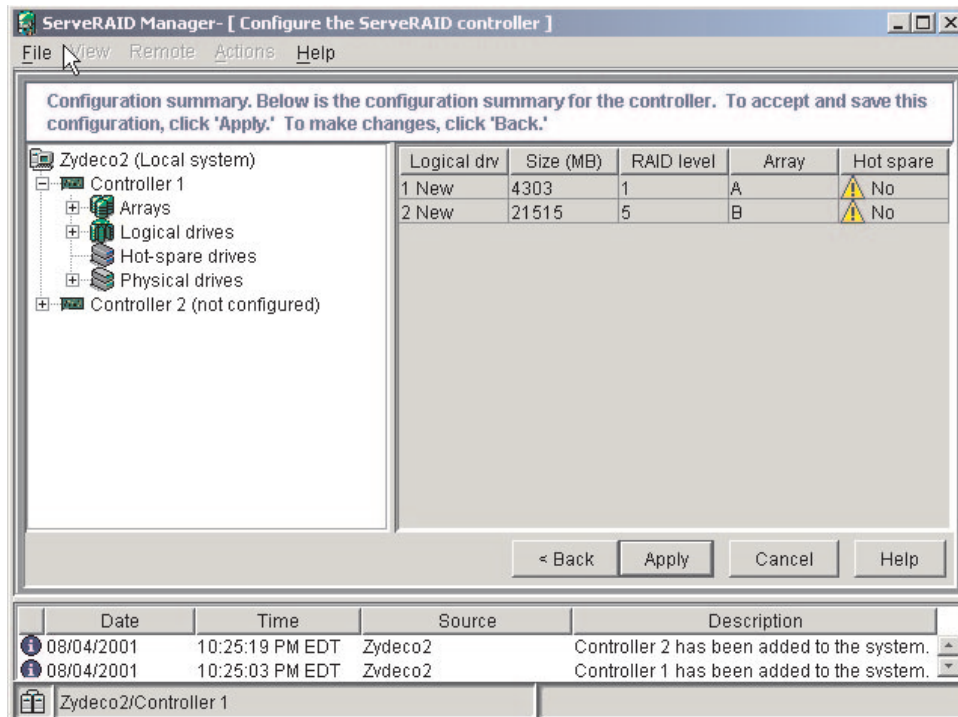 ServeRAID Manager- [ Configure the ServeRAID controller ]
File View Remote Actions Help
Configuration summary. Below is the configuration summary for the controller. To accept and save this
configuration, click 'Apply.' To make changes, click 'Back.'
Zydeco2 (Local system)
Controller 1
Arrays
Logical drives
Hot-spare drives
Physical drives
Controller 2 (not configured)
Logical drv Size (MB) RAID level Array Hot spare
1 New 4303 1 A No
2 New 21515 5 B No
< Back Apply Cancel Help
Date Time Source Description
08/04/2001 10:25:19 PM EDT Zydeco2 Controller 2 has been added to the system.
08/04/2001 10:25:03 PM EDT Zydeco2 Controller 1 has been added to the system.
Zydeco2/Controller 1